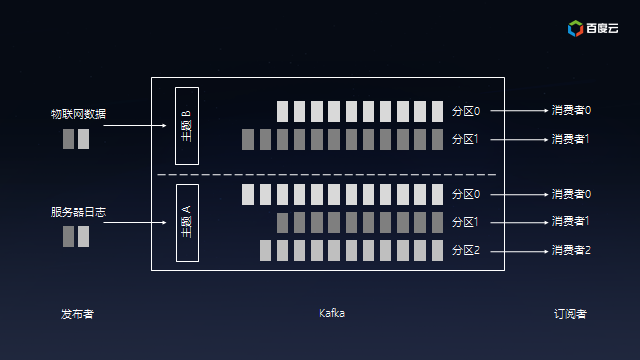 百度云
物联网数据
主题 B
分区0
消费者0
分区1
消费者1
服务器日志
主题 A
分区0
消费者0
分区1
消费者1
分区2
消费者2
发布者
Kafka
订阅者